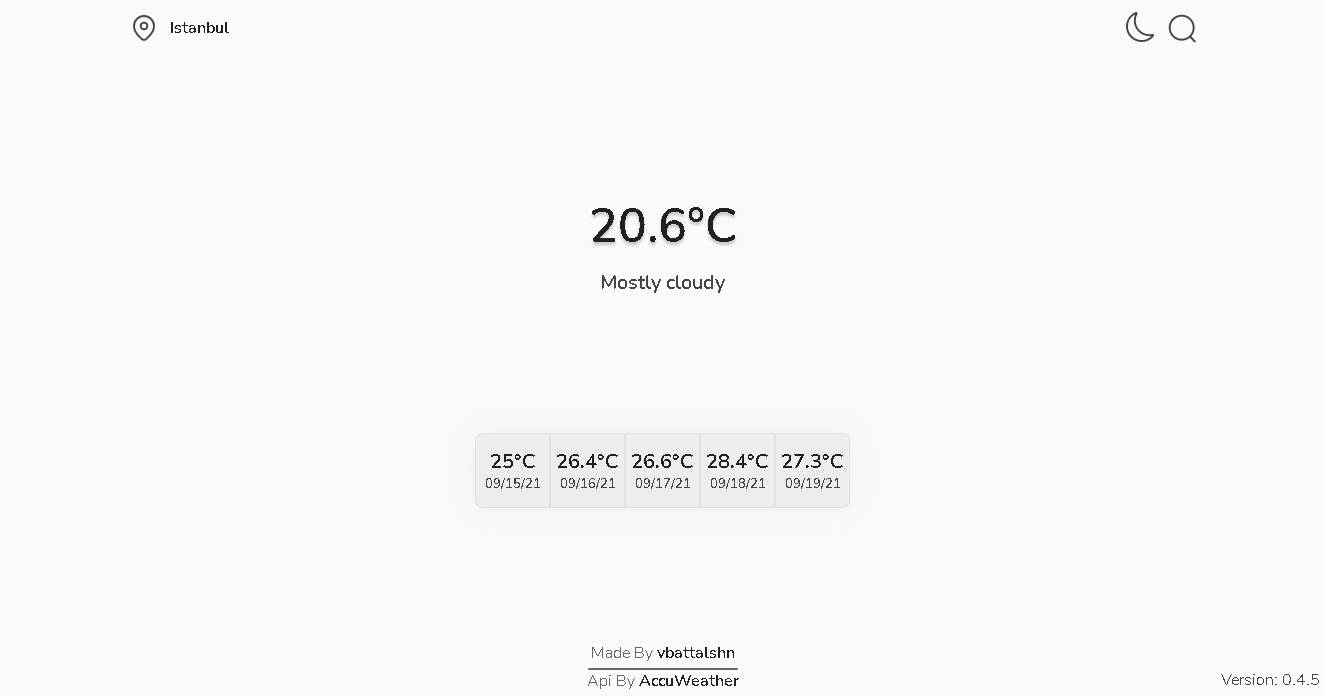 Istanbul
20.6°C
Mostly cloudy
25°C 26.4°C 26.6°C 28.4°C 27.3°C
09/15/21 09/16/21 09/17/21 09/18/21 09/19/21
Made By vbattalshn
Api By AccuWeather
Version: 0.4.5